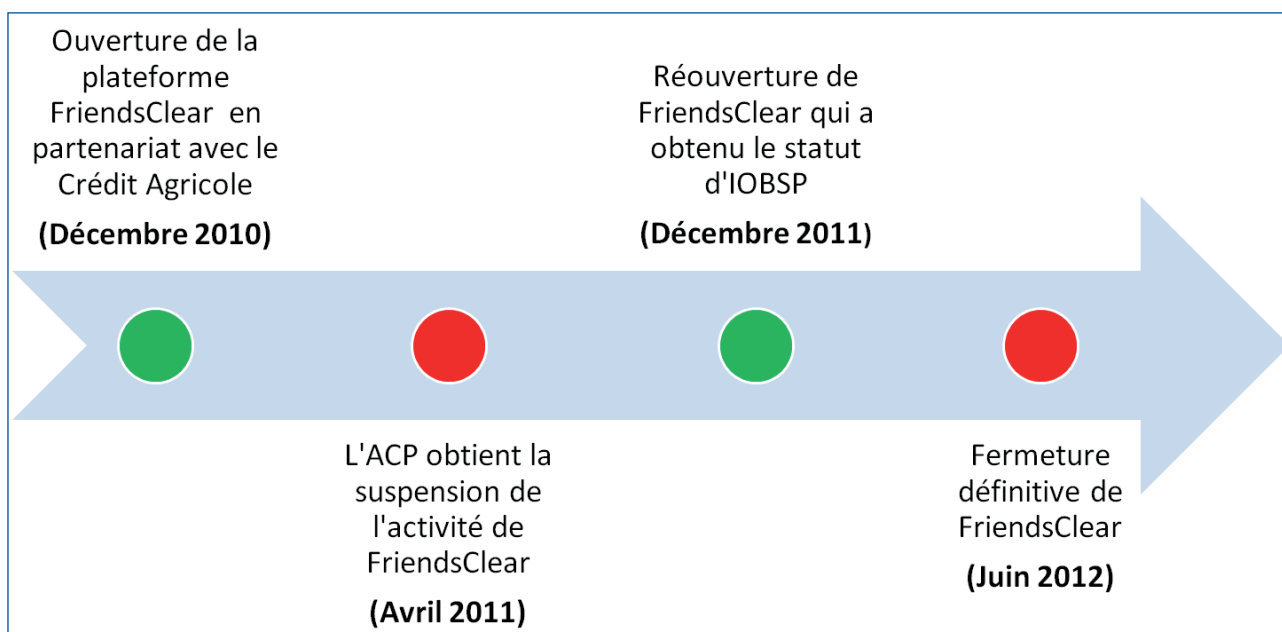 Ouverture de la
plateforme
FriendsClear en
partenariat avec le
Crédit Agricole
(Décembre 2010)
L'ACP obtient la
suspension de
l'activité de
FriendsClear
(Avril 2011)
Réouverture de
FriendsClear qui a
obtenu le statut
d'IOBSP
(Décembre 2011)
Fermeture
définitive de
FriendsClear
(Juin 2012)